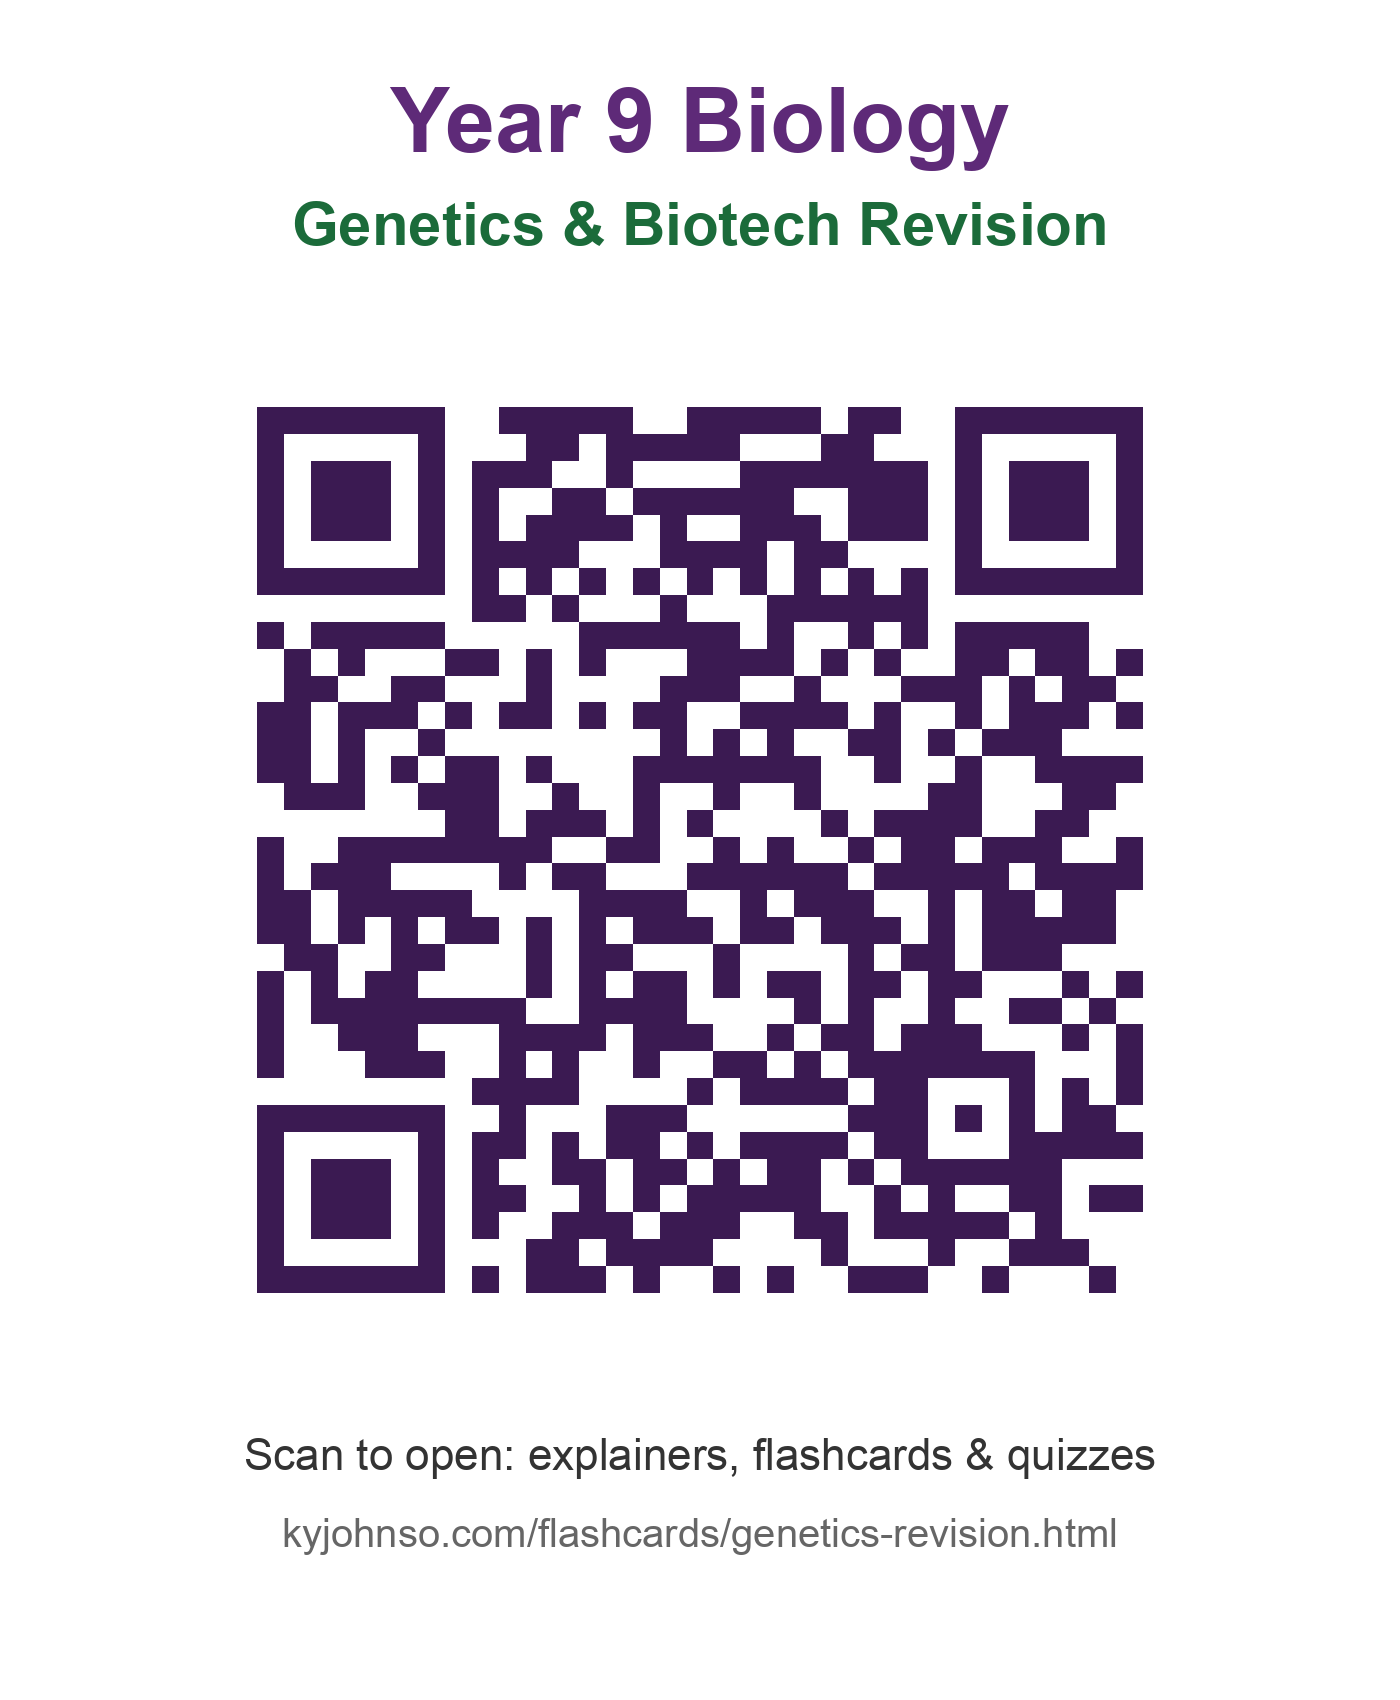 Year 9 Biology
Genetics & Biotech Revision
Scan to open: explainers, flashcards & quizzes
kyjohnso.com/flashcards/genetics-revision.html